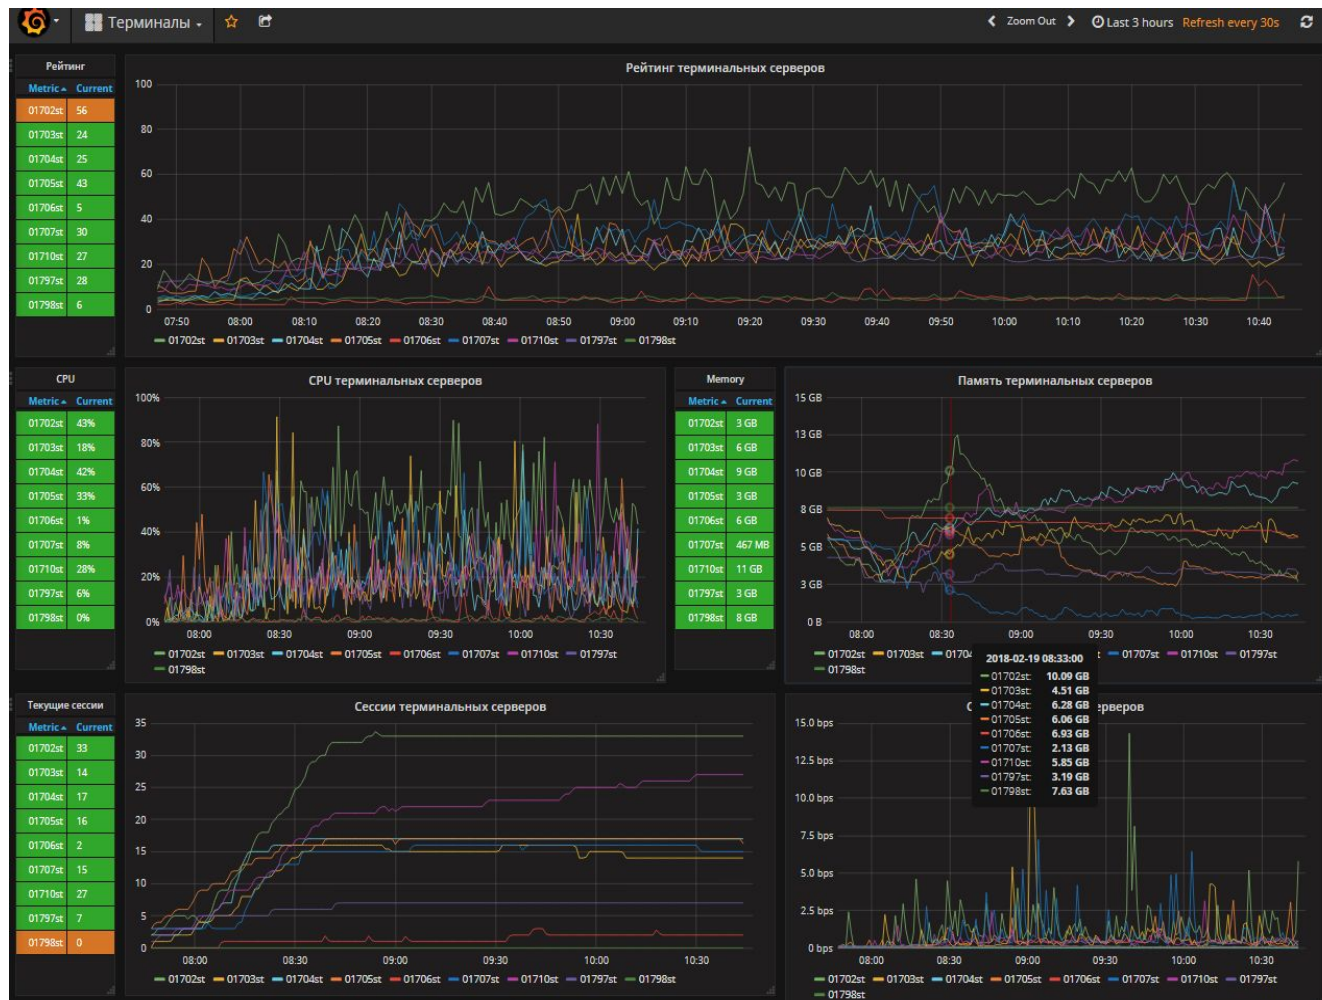 Терминалы
Zoom Out
Last 3 hours Refresh every 30s
Рейтинг
Metric Current
01702st 56
01703st 24
01704st 25
01705st 43
01706st 5
01707st 30
01710st 27
01797st 28
01798st 6
Рейтинг терминальных серверов
100
80
60
40
20
0
07:50 08:00 08:10 08:20 08:30 08:40 08:50 09:00 09:10 09:20 09:30 09:40 09:50 10:00 10:10 10:20 10:30 10:40
01702st 01703st 01704st 01705st 01706st 01707st 01710st 01797st 01798st
CPU
Metric Current
01702st 43%
01703st 18%
01704st 42%
01705st 33%
01706st 1%
01707st 8%
01710st 28%
01797st 6%
01798st 0%
CPU терминальных серверов
100%
80%
60%
40%
20%
0%
08:00 08:30 09:00 09:30 10:00 10:30
01702st 01703st 01704st 01705st 01706st 01707st 01710st 01797st
01798st
Memory
Metric Current
01702st 3 GB
01703st 6 GB
01704st 9 GB
01705st 3 GB
01706st 6 GB
01707st 467 MB
01710st 11 GB
01797st 3 GB
01798st 8 GB
Память терминальных серверов
15 GB
13 GB
10 GB
8 GB
5 GB
3 GB
0 B
08:00 08:30 09:00 09:30 10:00 10:30
01702st 01703st 01707st 01710st 01797st
01798st
2018-02-19 08:33:00
01702st: 10.09 GB
01703st: 4.51 GB
01704st: 6.28 GB
01705st: 6.06 GB
01706st: 6.93 GB
01707st: 2.13 GB
01710st: 5.85 GB
01797st: 3.19 GB
01798st: 7.63 GB
Текущие сессии
Metric Current
01702st 33
01703st 14
01704st 17
01705st 16
01706st 2
01707st 15
01710st 27
01797st 7
01798st 0
Сессии терминальных серверов
35
30
25
20
15
10
5
0
08:00 08:30 09:00 09:30 10:00 10:30
01702st 01703st 01704st 01705st 01706st 01707st 01710st 01797st 01798st
15.0 bps
12.5 bps
10.0 bps
7.5 bps
5.0 bps
2.5 bps
0 bps
08:00 08:30 09:00 09:30 10:00 10:30
01702st 01703st 01704st 01705st 01706st 01707st 01710st 01797st
01798st